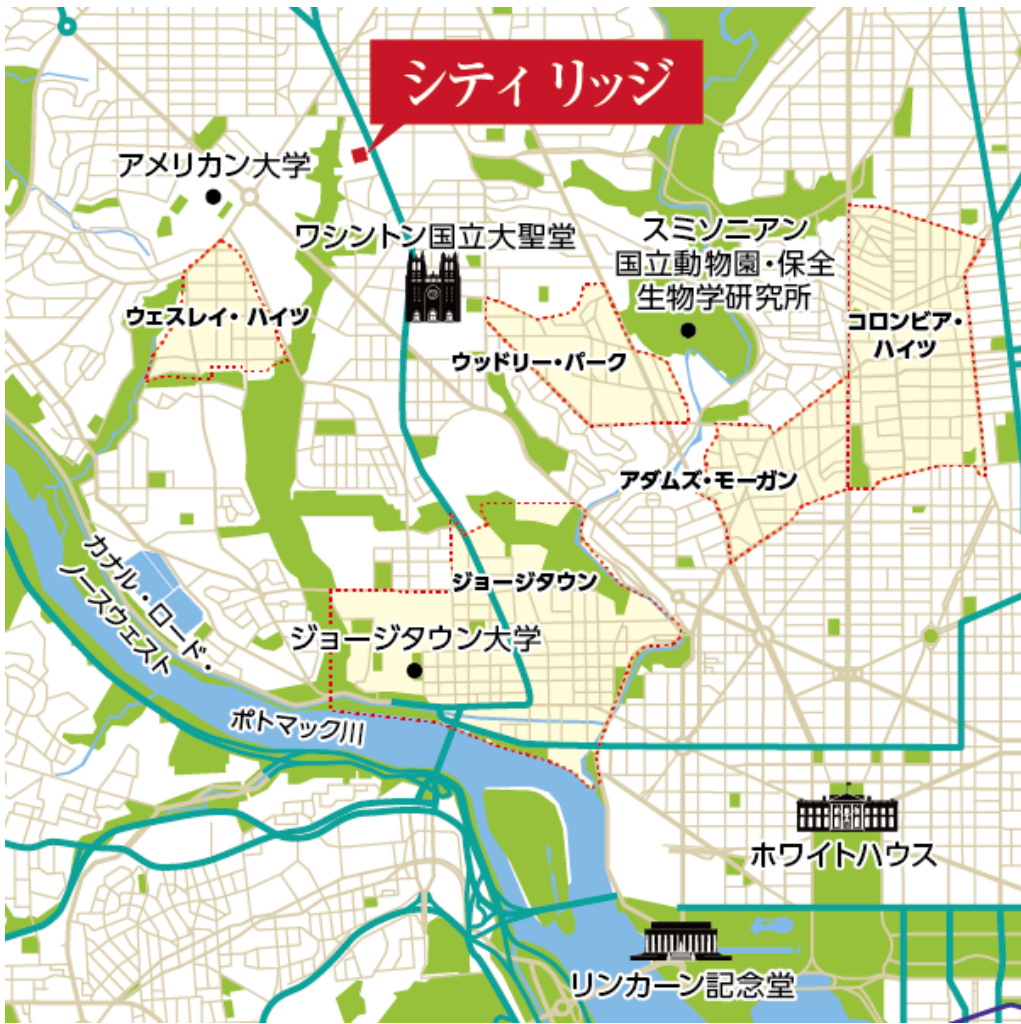 シティ リッジ
アメリカン大学
ワシントン国立大聖堂
スミソニアン
国立動物園・保全
生物学研究所
ウェスレイ・ハイツ
ウッドリー・パーク
コロンビア・
ハイツ
アダムズ・モーガン
ジョージタウン
カナル・ロード・
ノースウェスト
ジョージタウン大学
ポトマック川
ホワイトハウス
リンカーン記念堂